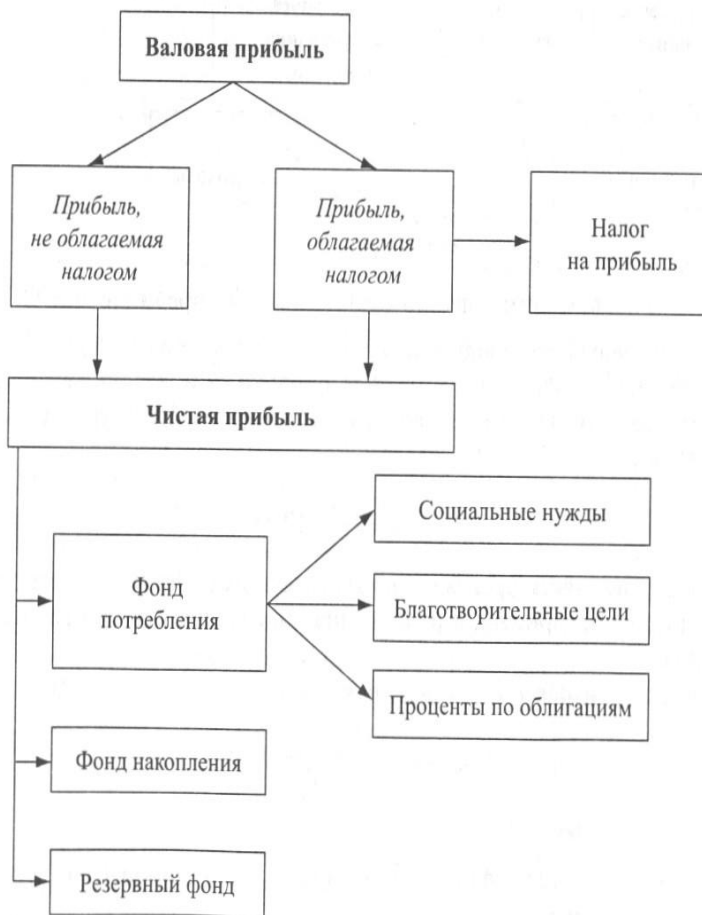 Валовая прибыль
Прибыль,
не облагаемая
налогом
Прибыль,
облагаемая
налогом
Налог
на прибыль
Чистая прибыль
Фонд
потребления
Социальные нужды
Благотворительные цели
Проценты по облигациям
Фонд накопления
Резервный фонд